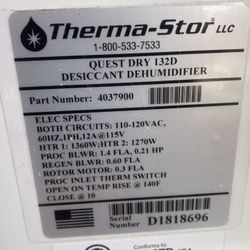 Therma-Stor LLC
1-800-533-7533
QUEST DRY 132D
DESICCANT DEHUMIDIFIER
Part Number: 4037900
ELEC SPECS
BOTH CIRCUITS: 110-120VAC,
60HZ,1PH,12A@115V
HTR 1: 1360W:HTR 2: 1270W
PROC BLWR: 1.4 FLA, 0.21 HP
REGEN BLWR: 0.60 FLA
ROTOR MOTOR: 0.3 FLA
PROC INLET THERM SWITCH
OPEN ON TEMP RISE @ 140F
CLOSE @ 10
Serial
Number D1818696
Conforms to